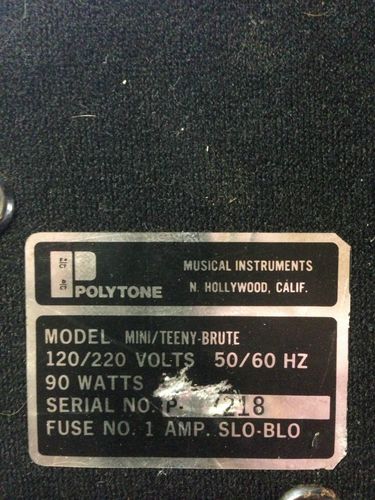 POLYTONE
MUSICAL INSTRUMENTS
N. HOLLYWOOD, CALIF.
MODEL MINI/TEENY-BRUTE
120/220 VOLTS 50/60 HZ
90 WATTS
SERIAL NO. P- 218
FUSE NO. 1 AMP. SLO-BLO